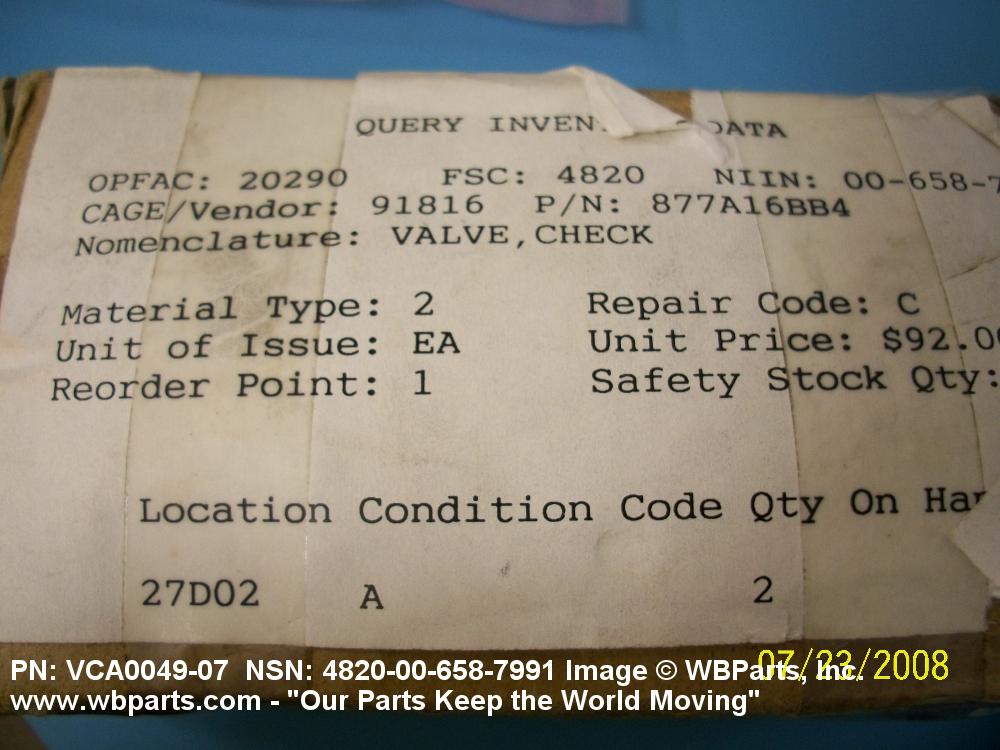 QUERY INVEN DATA
OPFAC: 20290 FSC: 4820 NIIN: 00-658-7
CAGE/Vendor: 91816 P/N: 877A16BB4
Nomenclature: VALVE,CHECK
Material Type: 2 Repair Code: C
Unit of Issue: EA Unit Price: $92.0
Reorder Point: 1 Safety Stock Qty:
Location Condition Code Qty On Han
27D02 A 2
PN: VCA0049-07 NSN: 4820-00-658-7991 Image © WBParts, Inc.
07/23/2008
www.wbparts.com - "Our Parts Keep the World Moving"